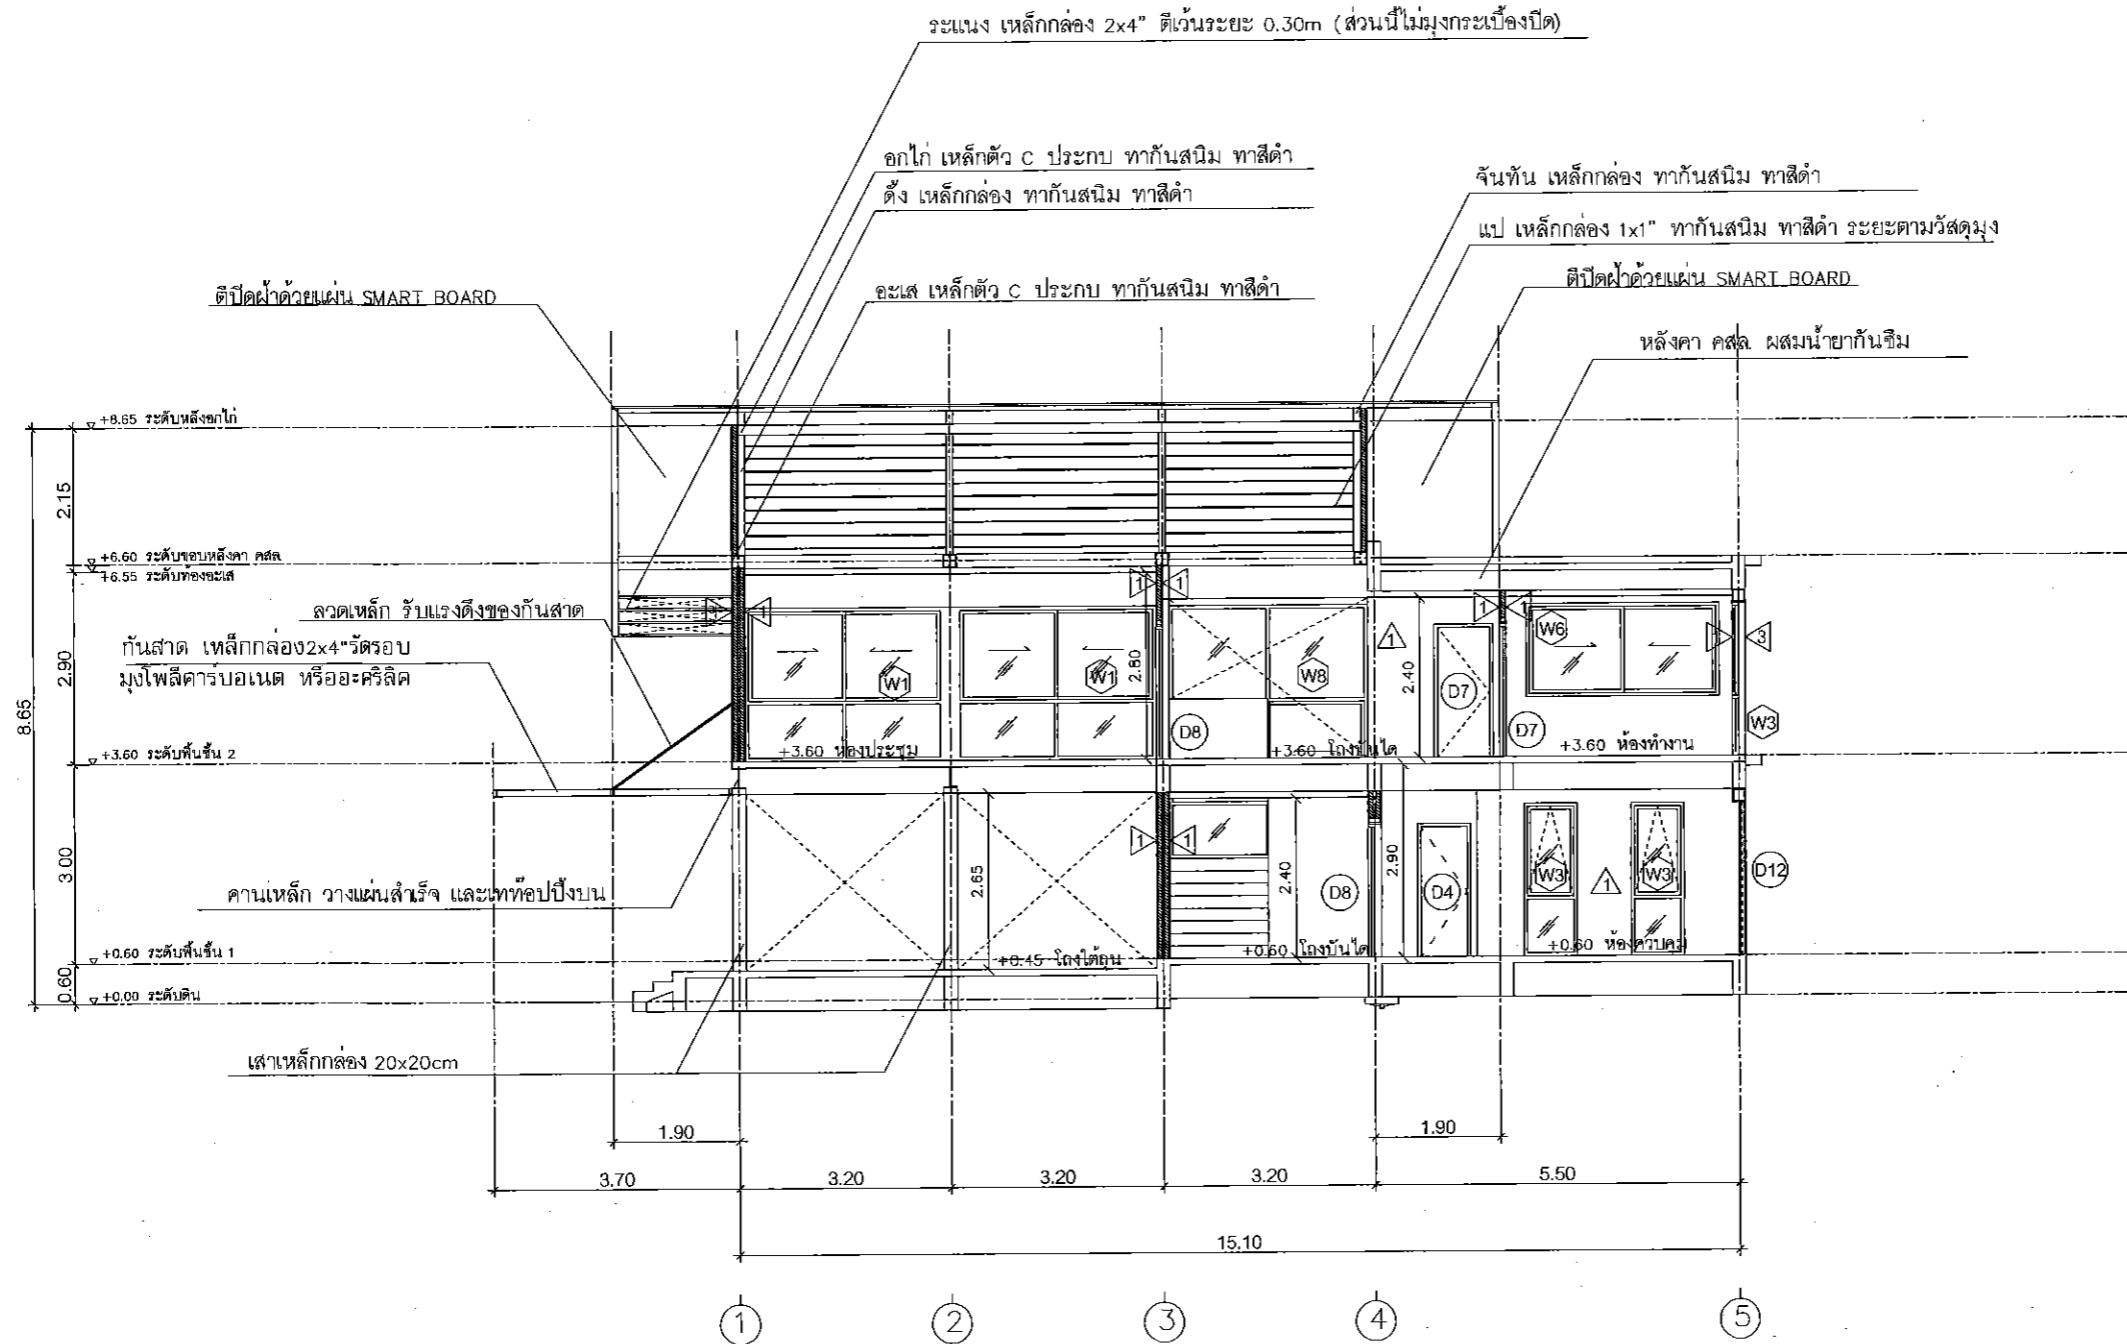 ระแนง เหล็กกล่อง 2x4" ตีเว้นระยะ 0.30m (ส่วนนี้ไม่มุงกระเบื้องปิด)
อกไก่ เหล็กตัว C ประกบ ทากันสนิม ทาสีดำ
ดั้ง เหล็กกล่อง ทากันสนิม ทาสีดำ
จันทัน เหล็กกล่อง ทากันสนิม ทาสีดำ
แป เหล็กกล่อง 1x1" ทากันสนิม ทาสีดำ ระยะตามวัสดุมุง
ตีปิดฝ้าด้วยแผ่น SMART BOARD
อะเส เหล็กตัว C ประกบ ทากันสนิม ทาสีดำ
ตีปิดฝ้าด้วยแผ่น SMART BOARD
หลังคา คสล. ผสมน้ำยากันซึม
+8.65 ระดับหลังอกไก่
2.15
+6.60 ระดับขอบหลังคา คสล
+6.55 ระดับท้องอะเส
ลวดเหล็ก รับแรงดึงของกันสาด
กันสาด เหล็กกล่อง2x4"รัดรอบ
มุงโพลีคาร์บอเนต หรืออะคริลิค
2.90
8.65
1
1
1
1
1
1
1
3
W1
W1
2.80
W8
2.40
D7
W6
D8
D7
W3
+3.60 ระดับพื้นชั้น 2
+3.60 ห้องประชุม
+3.60 โถงบันได
+3.60 ห้องทำงาน
3.00
คานเหล็ก วางแผ่นสำเร็จ และเทท็อปปิ้งบน
2.65
1
1
2.40
D8
2.90
D4
W3
1
W3
D12
+0.60 ระดับพื้นชั้น 1
+0.45 โถงใต้ถุน
+0.60 โถงบันได
+0.60 ห้องควบคุม
0.60
+0.00 ระดับดิน
เสาเหล็กกล่อง 20x20cm
1.90
1.90
3.70
3.20
3.20
3.20
5.50
15.10
1
2
3
4
5